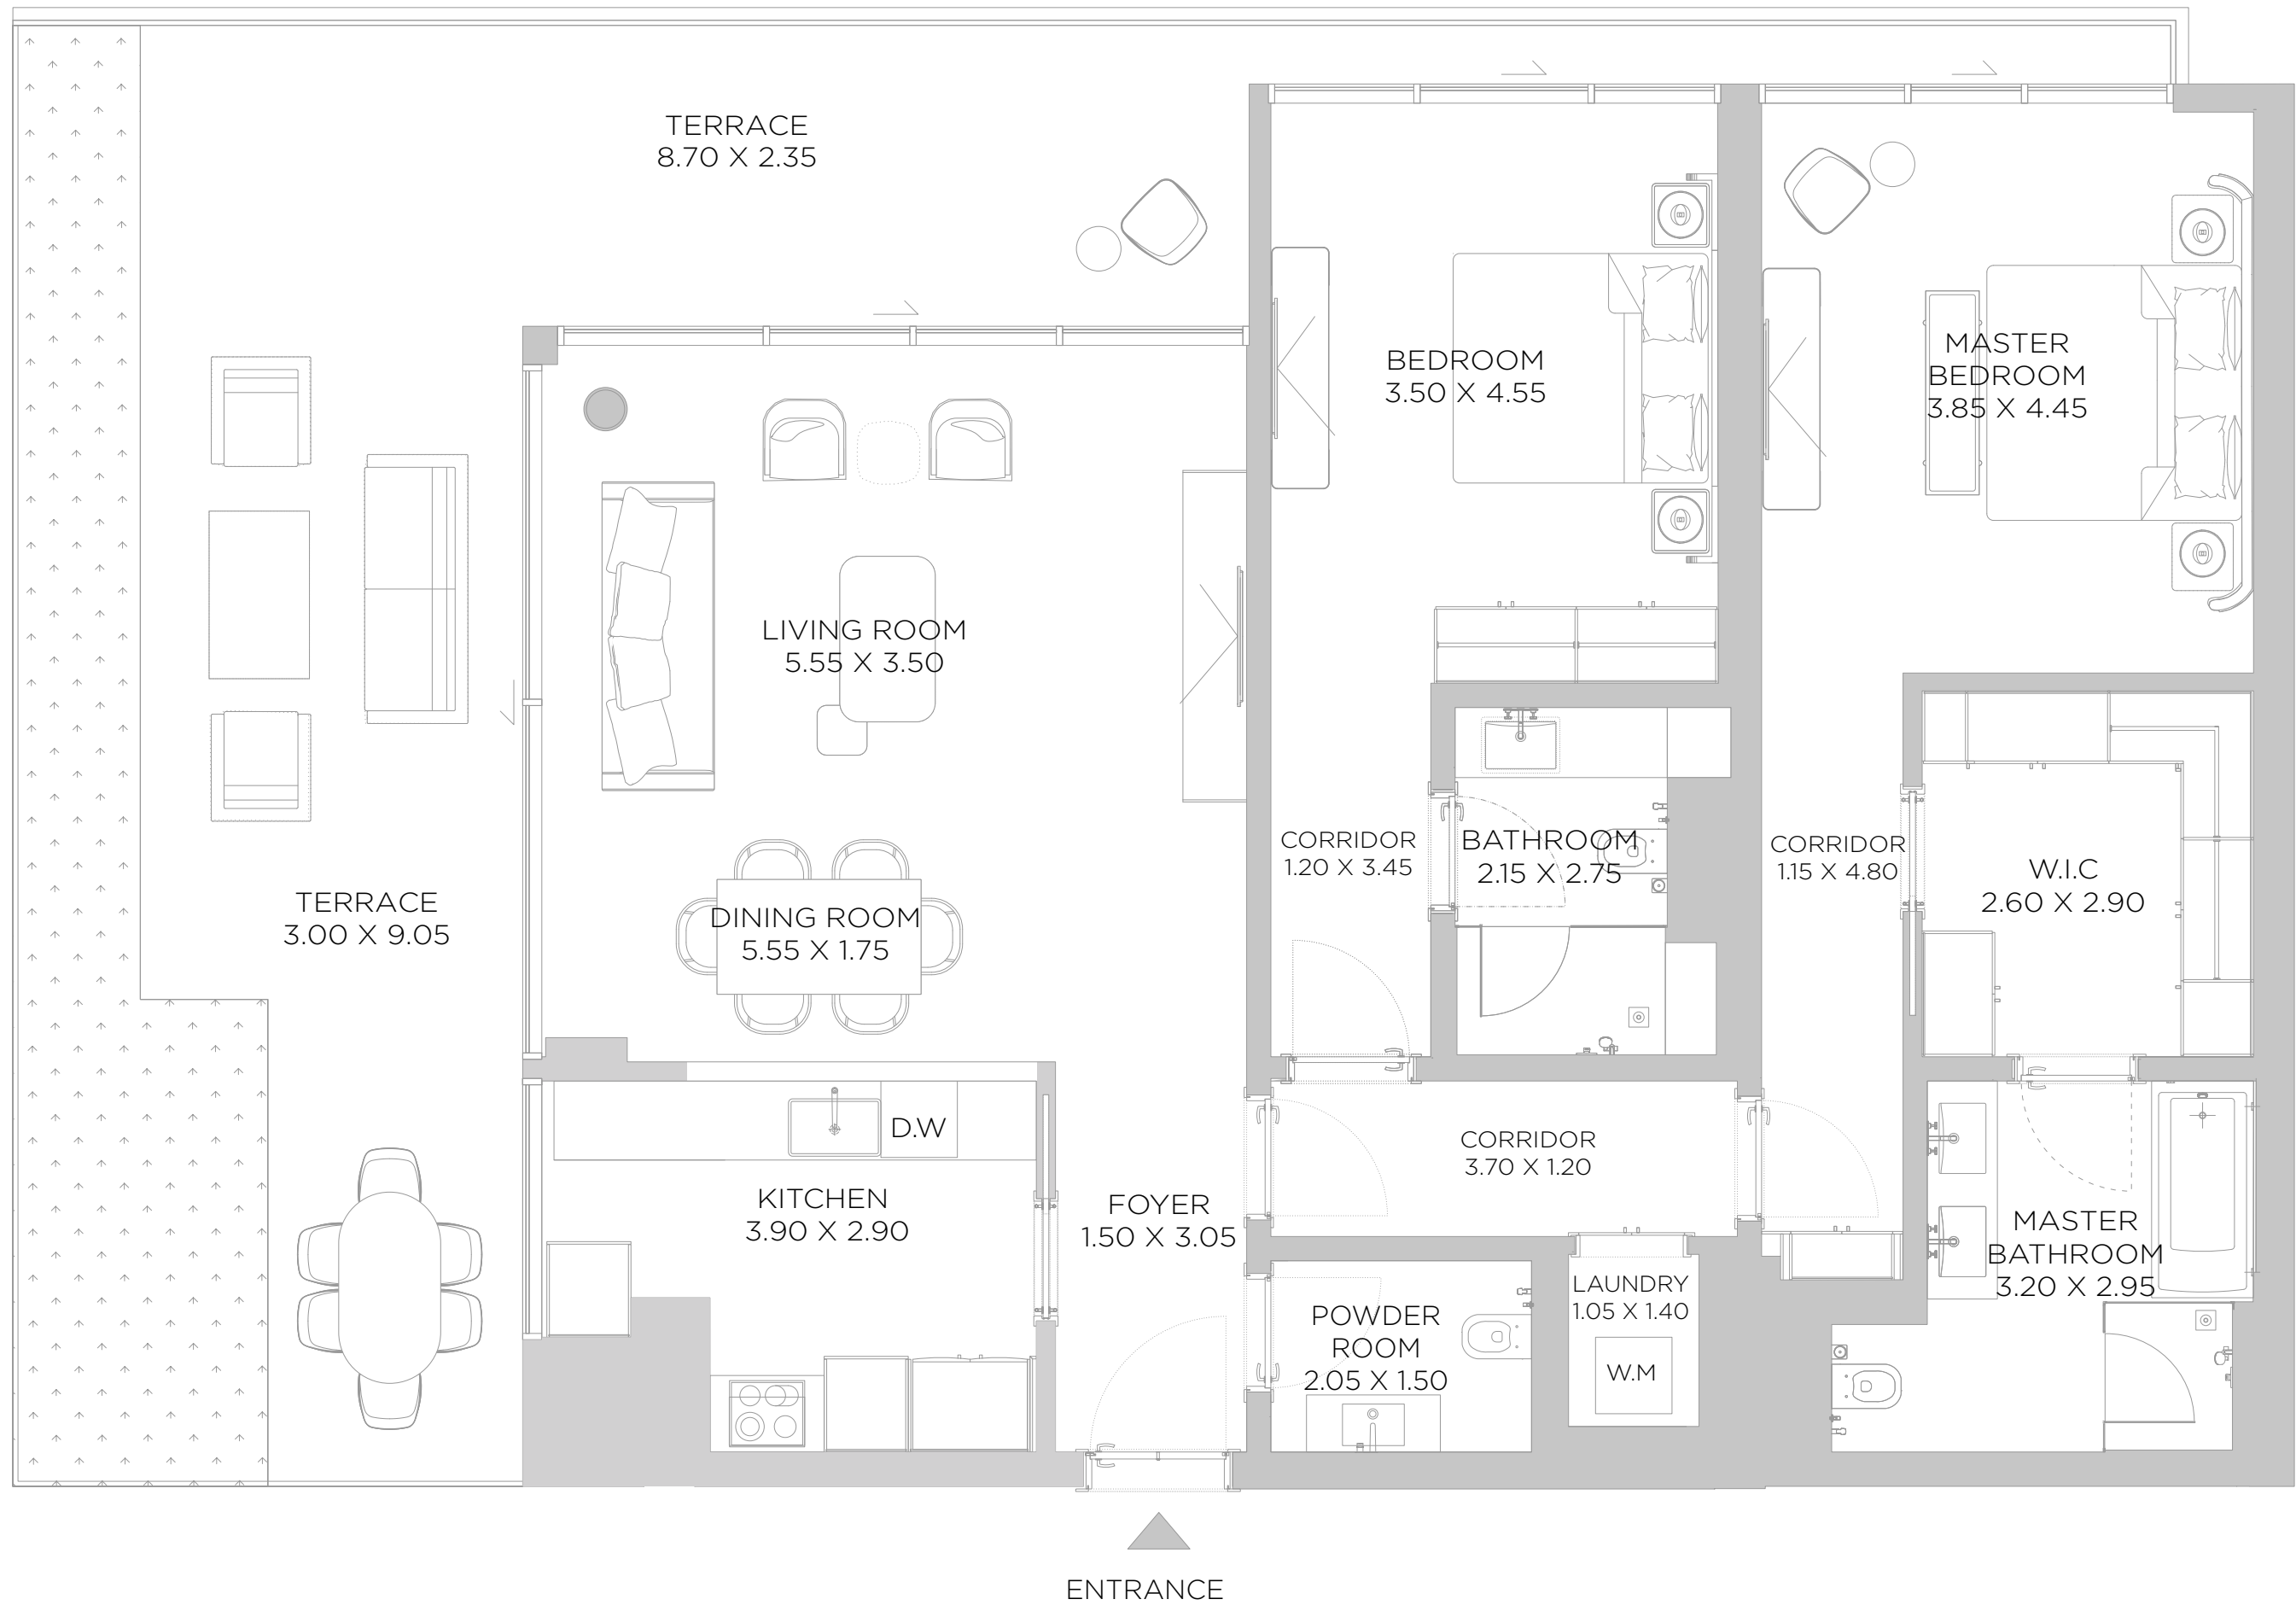 TERRACE
8.70 X 2.35
BEDROOM
3.50 X 4.55
MASTER
BEDROOM
3.85 X 4.45
LIVING ROOM
5.55 X 3.50
CORRIDOR
1.20 X 3.45
BATHROOM
2.15 X 2.75
CORRIDOR
1.15 X 4.80
W.I.C
2.60 X 2.90
TERRACE
3.00 X 9.05
DINING ROOM
5.55 X 1.75
D.W
KITCHEN
3.90 X 2.90
FOYER
1.50 X 3.05
CORRIDOR
3.70 X 1.20
MASTER
BATHROOM
3.20 X 2.95
POWDER
ROOM
2.05 X 1.50
LAUNDRY
1.05 X 1.40
W.M
ENTRANCE